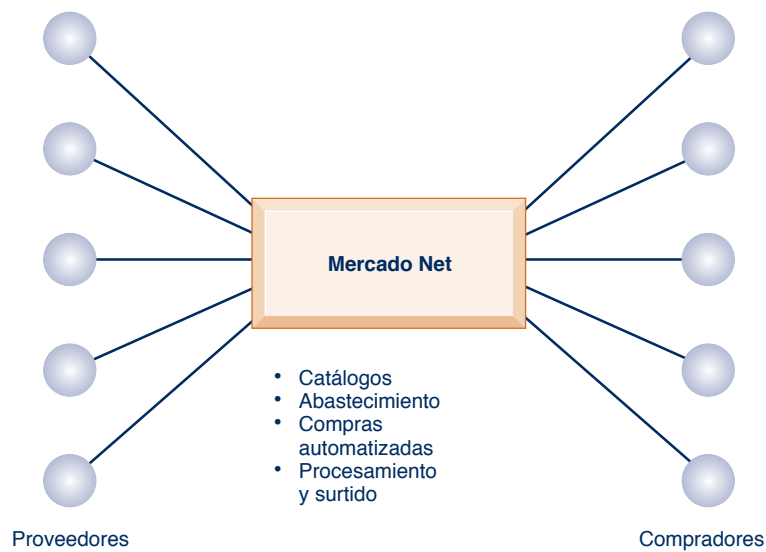 Mercado Net
• Catálogos
• Abastecimiento
• Compras
automatizadas
• Procesamiento
y surtido
Proveedores
Compradores